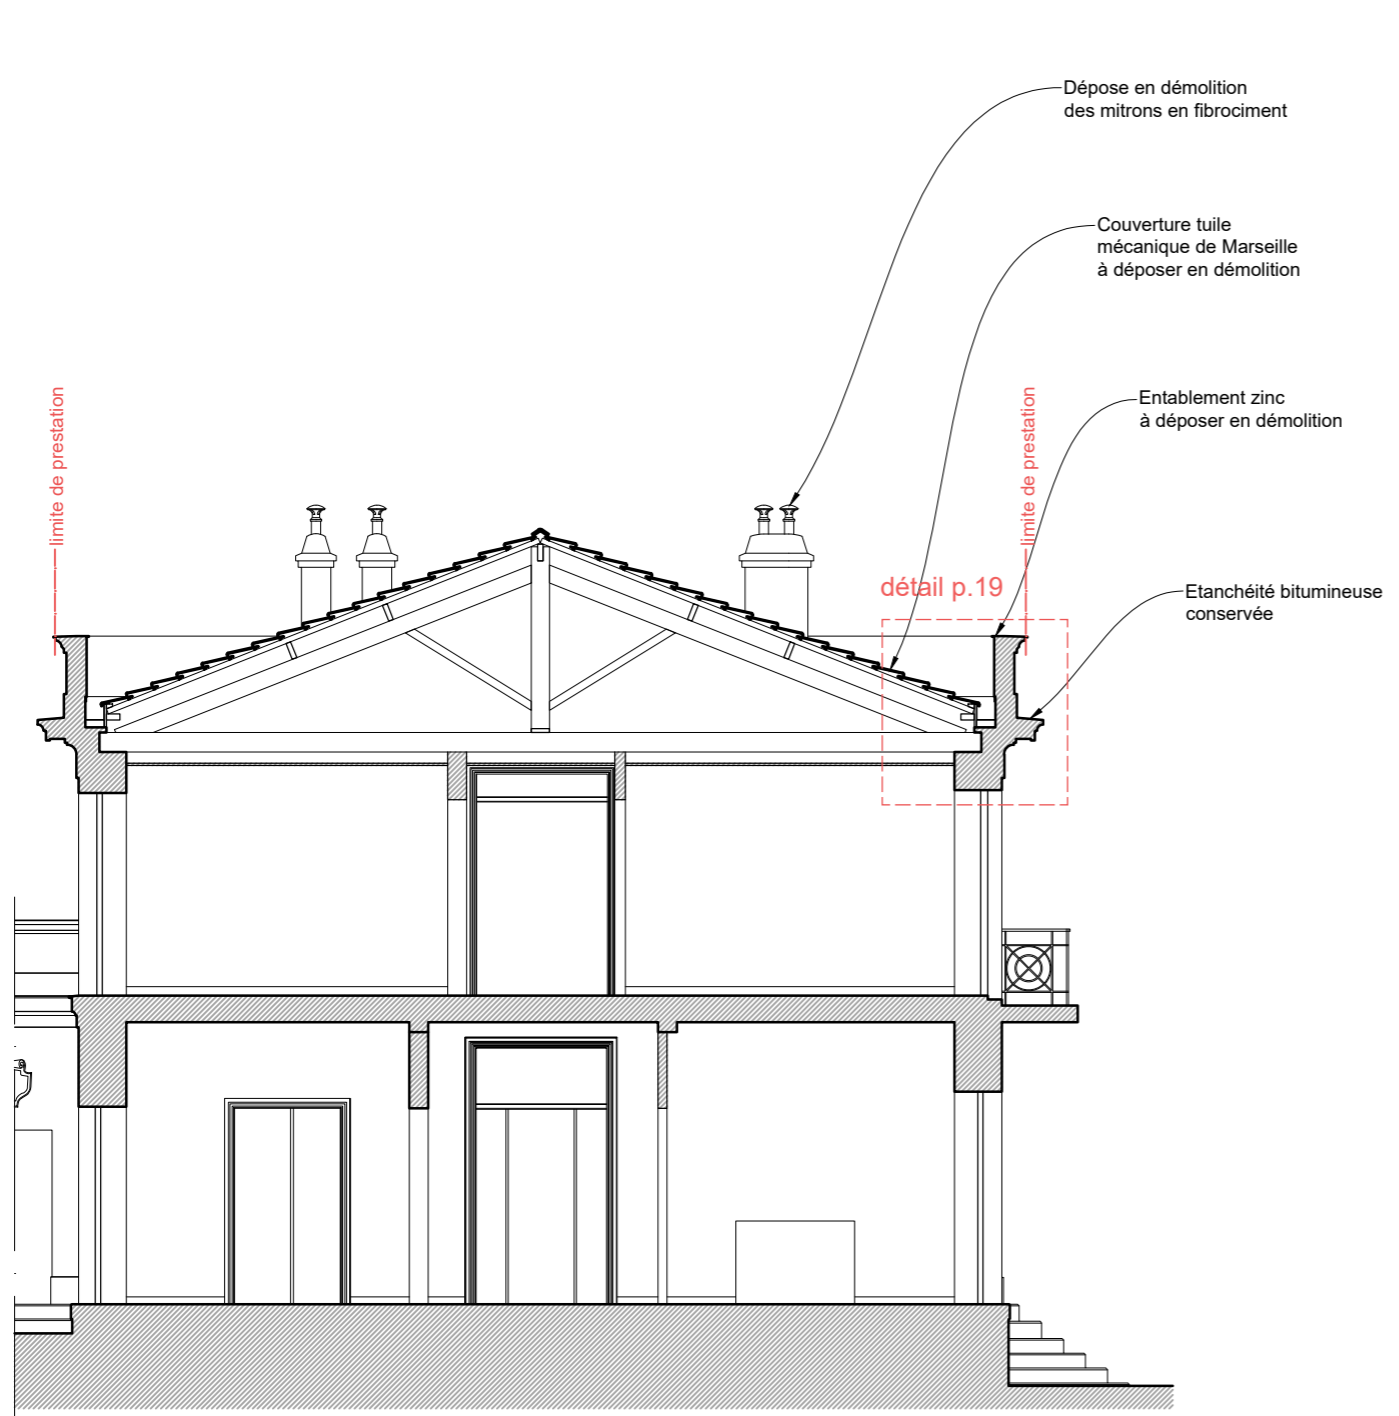 Dépose en démolition
des mitrons en fibrociment
Couverture tuile
mécanique de Marseille
à déposer en démolition
Entablement zinc
à déposer en démolition
limite de prestation
limite de prestation
détail p.19
Etanchéité bitumineuse
conservée